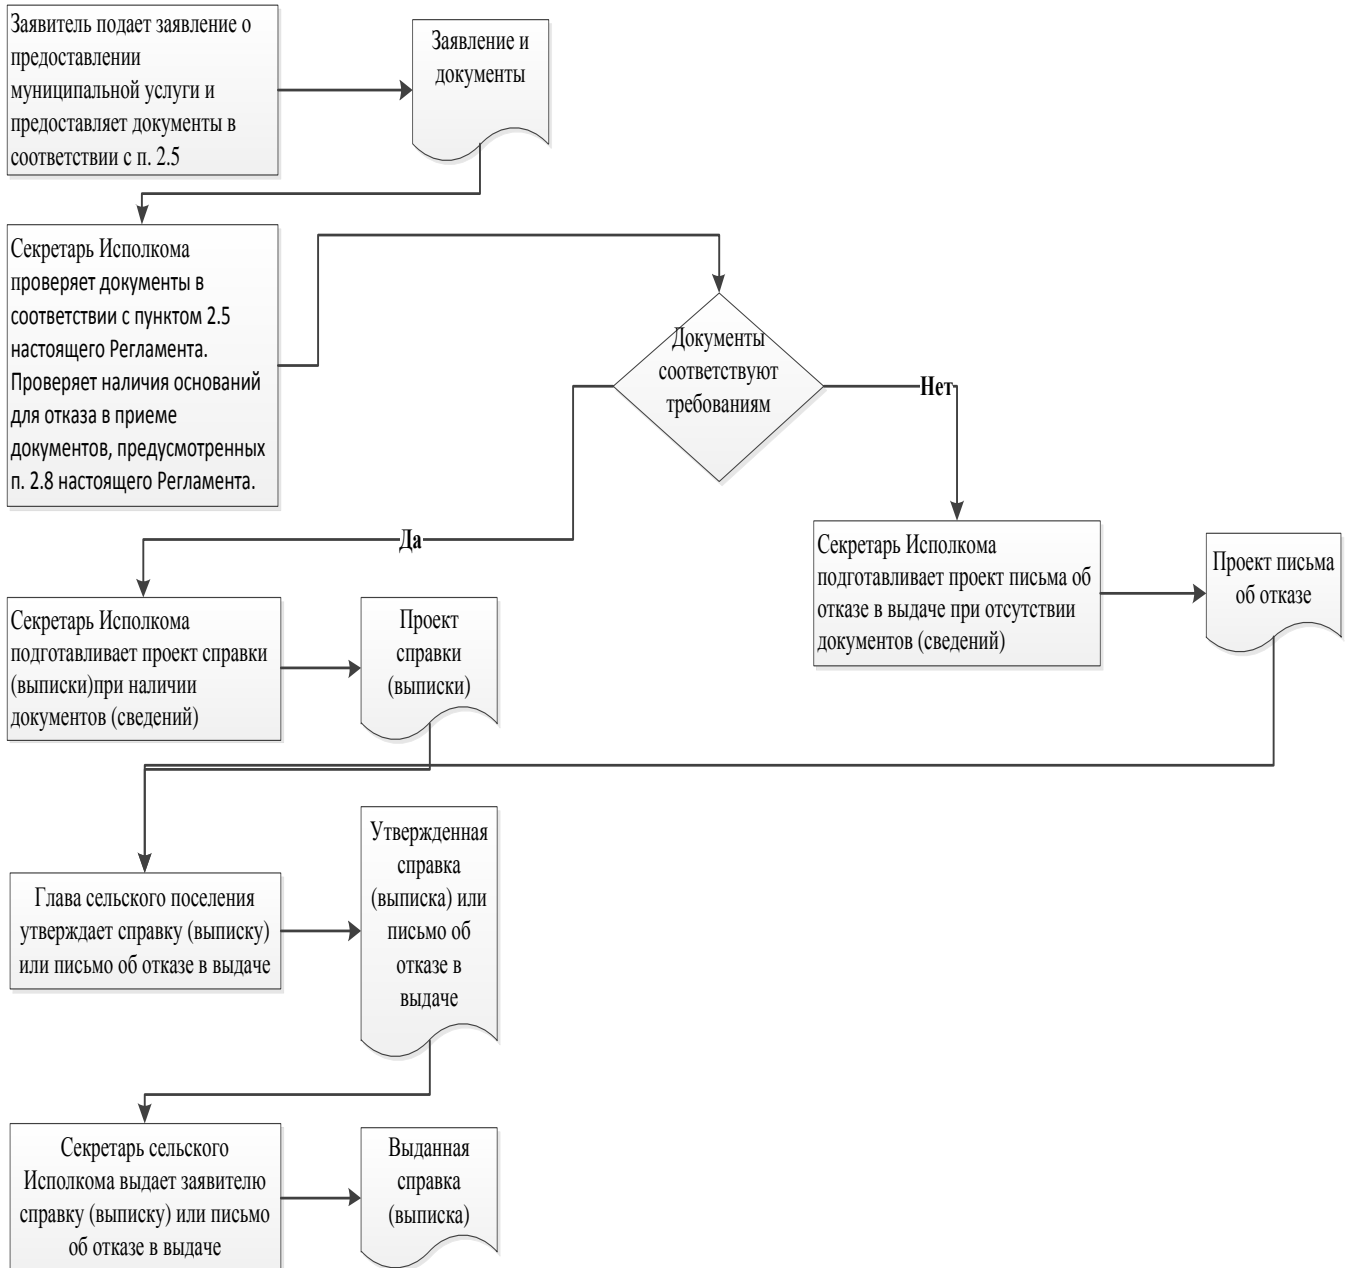 Заявитель подает заявление о
предоставлении
муниципальной услуги и
предоставляет документы в
соответствии с п. 2.5
Заявление и
документы
Секретарь Исполкома
проверяет документы в
соответствии с пунктом 2.5
настоящего Регламента.
Проверяет наличия оснований
для отказа в приеме
документов, предусмотренных
п. 2.8 настоящего Регламента.
Документы
соответствуют
требованиям
Нет
Да
Секретарь Исполкома
подготавливает проект письма об
отказе в выдаче при отсутствии
документов (сведений)
Проект письма
об отказе
Секретарь Исполкома
подготавливает проект справки
(выписки)при наличии
документов (сведений)
Проект
справки
(выписки)
Глава сельского поселения
утверждает справку (выписку)
или письмо об отказе в выдаче
Утвержденная
справка
(выписка) или
письмо об
отказе в
выдаче
Секретарь сельского
Исполкома выдает заявителю
справку (выписку) или письмо
об отказе в выдаче
Выданная
справка
(выписка)